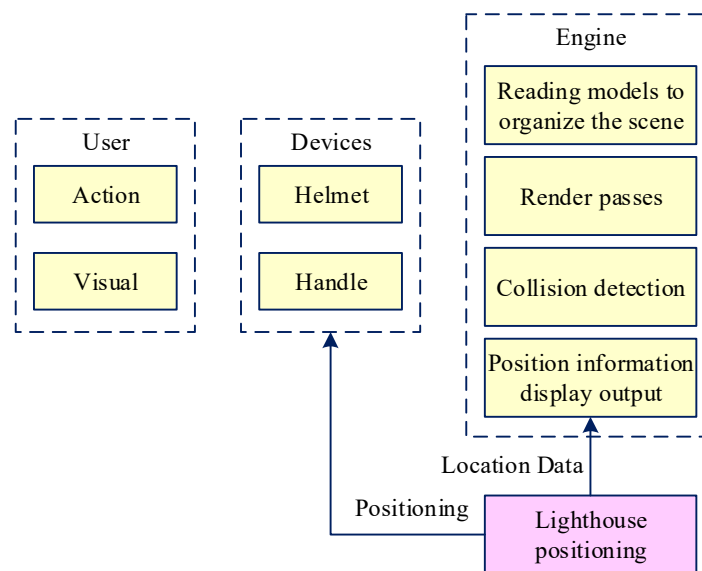 User
Action
Visual
Devices
Helmet
Handle
Engine
Reading models to
organize the scene
Render passes
Collision detection
Position information
display output
Location Data
Positioning
Lighthouse
positioning